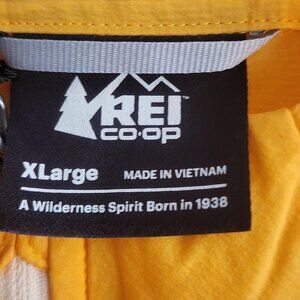 REI
CO·OP
XLarge MADE IN VIETNAM
A Wilderness Spirit Born in 1938